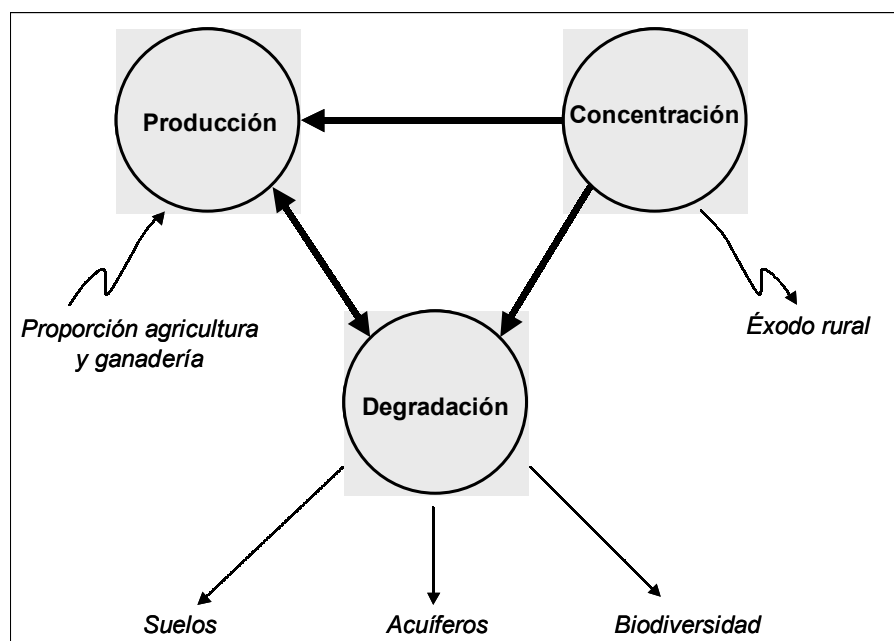 Producción
Concentración
Proporción agricultura
y ganadería
Éxodo rural
Degradación
Suelos
Acuíferos
Biodiversidad